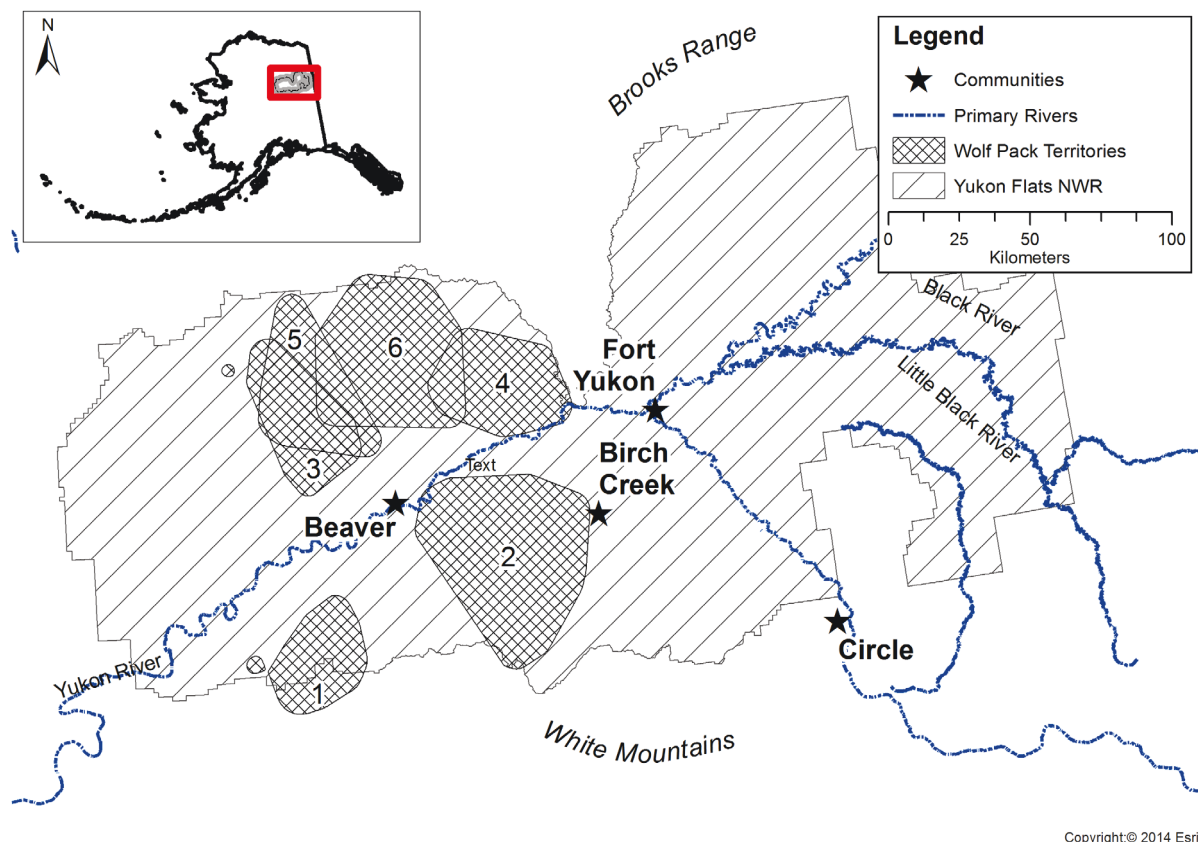 N
Brooks Range
Legend
Communities
Primary Rivers
Wolf Pack Territories
Yukon Flats NWR
0 25 50 100
Kilometers
Black River
Little Black River
5
6
4
3
Fort
Yukon
Text
Birch
Creek
Beaver
2
1
Circle
Yukon River
White Mountains
Copyright:© 2014 Esri